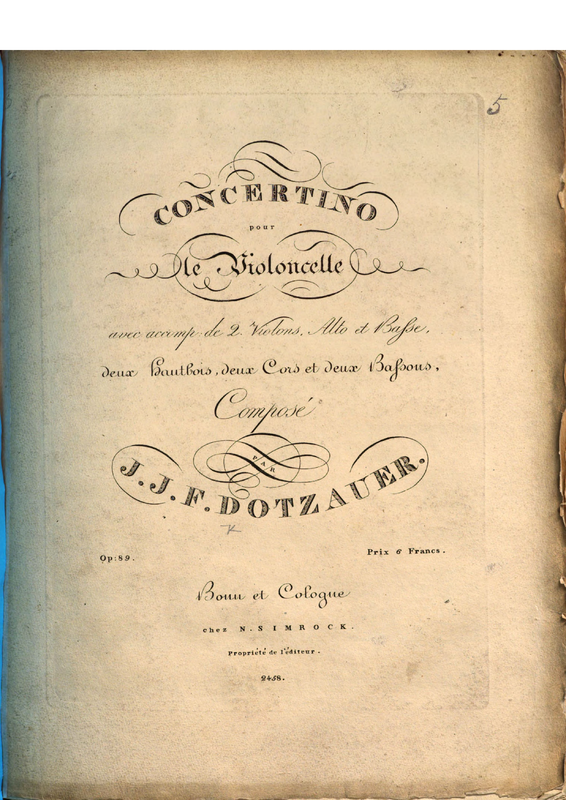 5
CONCERTINO
pour
le Violoncelle
avec accomp. de 2. Violons, Alto et Basse,
deux Hautbois, deux Cors et deux Bassons,
Composé
PAR
J. J. F. DOTZAUER.
Op: 89.
Prix 6 Francs.
Bonn et Cologne
chez N. SIMROCK.
Propriété de l'éditeur.
2458.